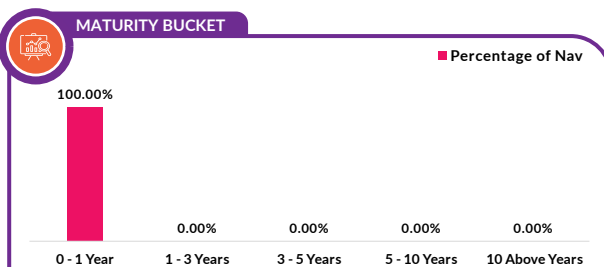 MATURITY BUCKET
Percentage of Nav
100.00%
0.00% 0.00% 0.00% 0.00%
0 - 1 Year 1 - 3 Years 3 - 5 Years 5 - 10 Years 10 Above Years